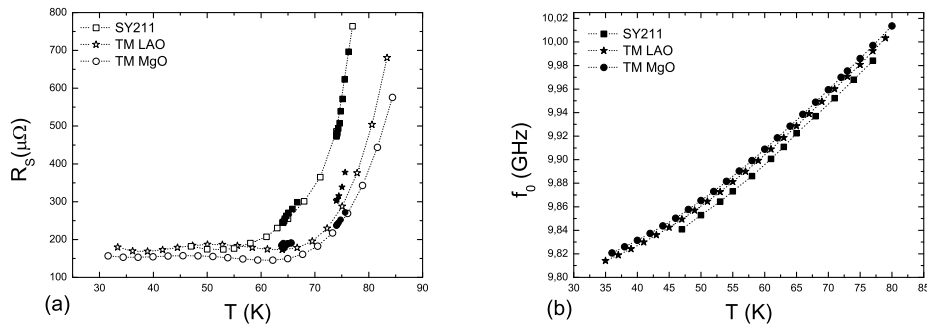 SY211
TM LAO
TM MgO
800
700
600
500
400
300
200
100
R_S(μΩ)
30 40 50 60 70 80 90
(a)
T (K)
SY211
TM LAO
TM MgO
10,02
10,00
9,98
9,96
9,94
9,92
9,90
9,88
9,86
9,84
9,82
9,80
f_0 (GHz)
30 35 40 45 50 55 60 65 70 75 80 85
(b)
T (K)